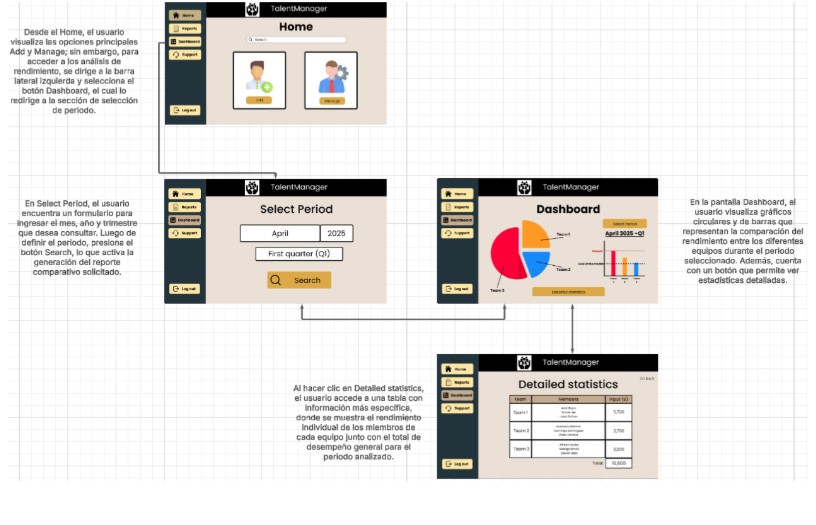 Desde el Home, el usuario
visualiza las opciones principales
Add y Manage; sin embargo, para
acceder a los análisis de
rendimiento, se dirige a la barra
lateral izquierda y selecciona el
botón Dashboard, el cual lo
redirige a la sección de selección
de periodo.
TalentManager
Home
Reports
Dashboard
Support
Log out
Home
Search
Add
Manage
En Select Period, el usuario
encuentra un formulario para
ingresar el mes, año y trimestre
que desea consultar. Luego de
definir el periodo, presiona el
botón Search, lo que activa la
generación del reporte
comparativo solicitado.
TalentManager
Home
Reports
Dashboard
Support
Log out
Select Period
April 2025
First quarter (Q1)
Search
TalentManager
Home
Reports
Dashboard
Support
Log out
Dashboard
Select Period
April 2025 -Q1
Team 1
Team 2
Team 3
Detailed statistics
En la pantalla Dashboard, el
usuario visualiza gráficos
circulares y de barras que
representan la comparación del
rendimiento entre los diferentes
equipos durante el periodo
seleccionado. Además, cuenta
con un botón que permite ver
estadísticas detalladas.
Al hacer clic en Detailed statistics,
el usuario accede a una tabla con
información más específica,
donde se muestra el rendimiento
individual de los miembros de
cada equipo junto con el total de
desempeño general para el
periodo analizado.
TalentManager
Home
Reports
Dashboard
Support
Log out
Go Back
Detailed statistics
Team Members Input ($)
Team 1
Team 2 2,700
Team 3
Total 10,600